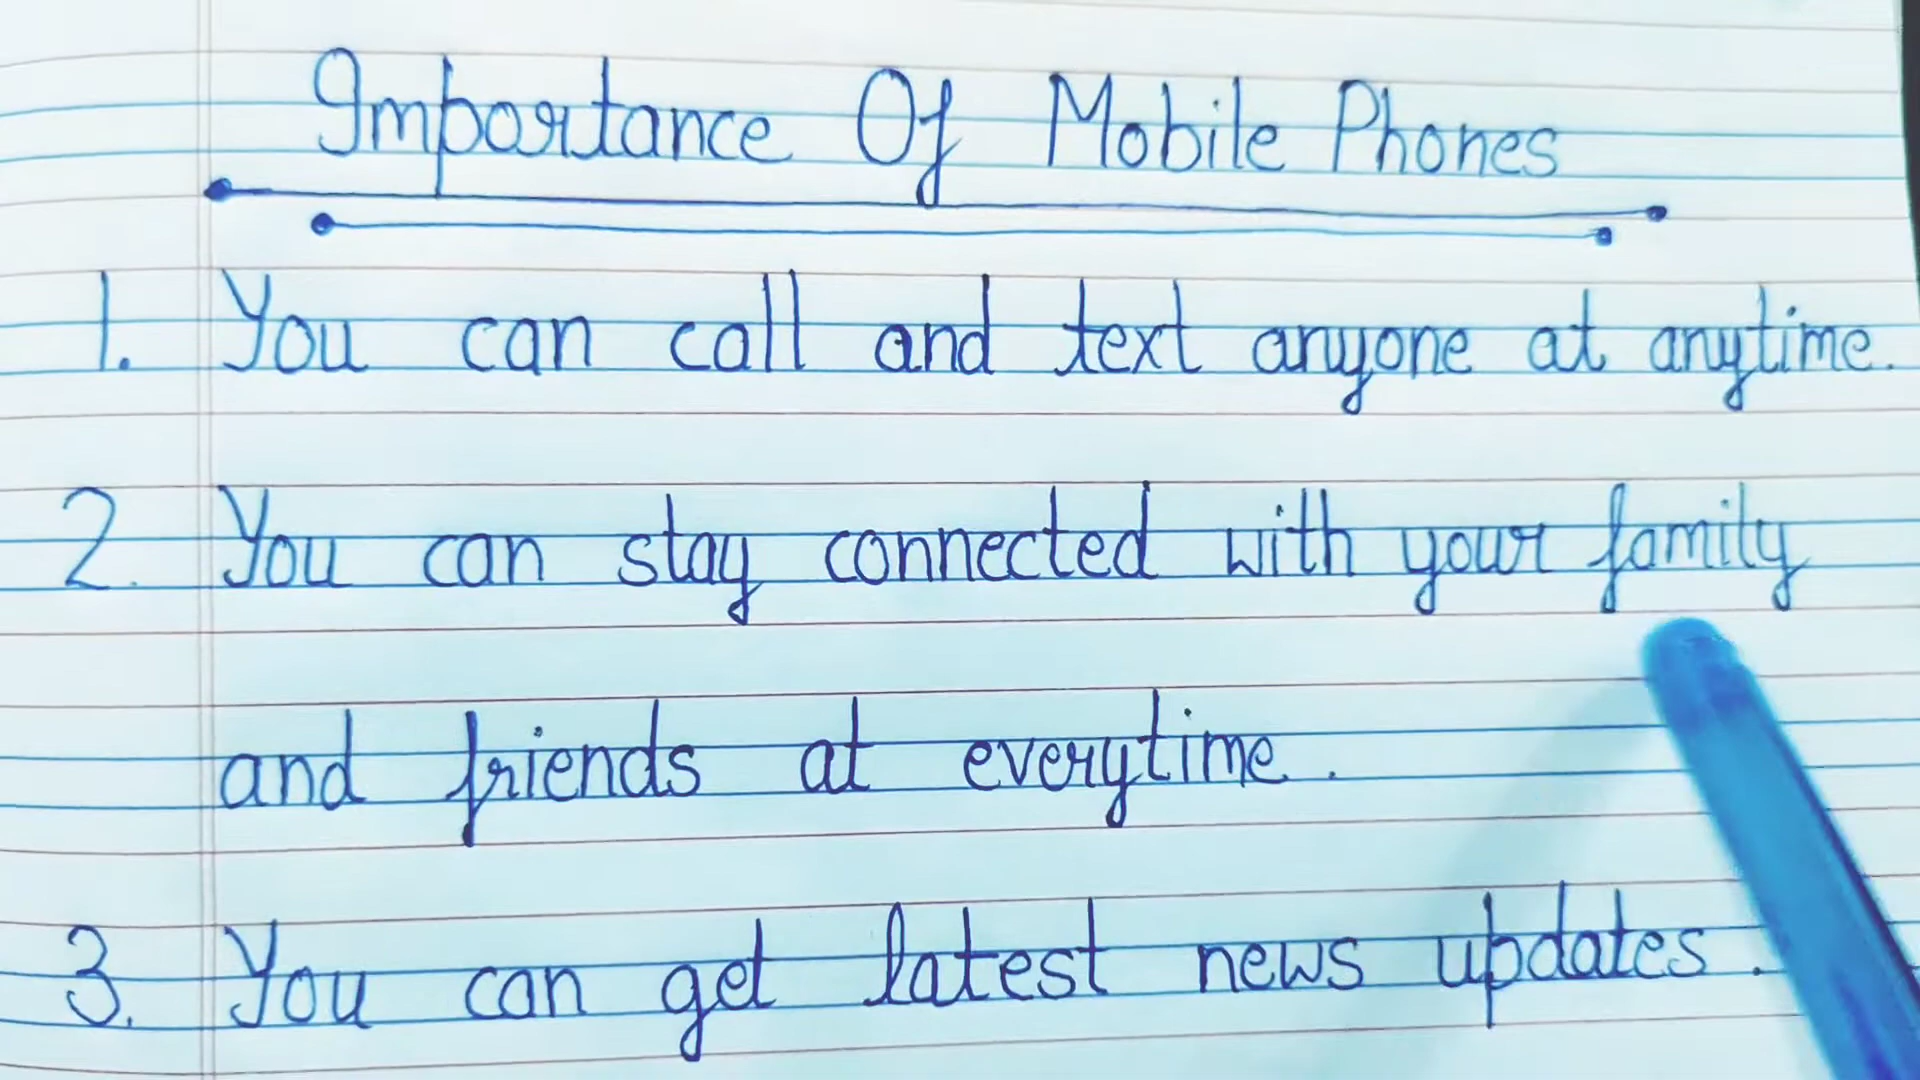 Importance Of Mobile Phones
1. You can call and text anyone at anytime.
2. You can stay connected with your family
and friends at everytime.
3. You can get latest news updates.